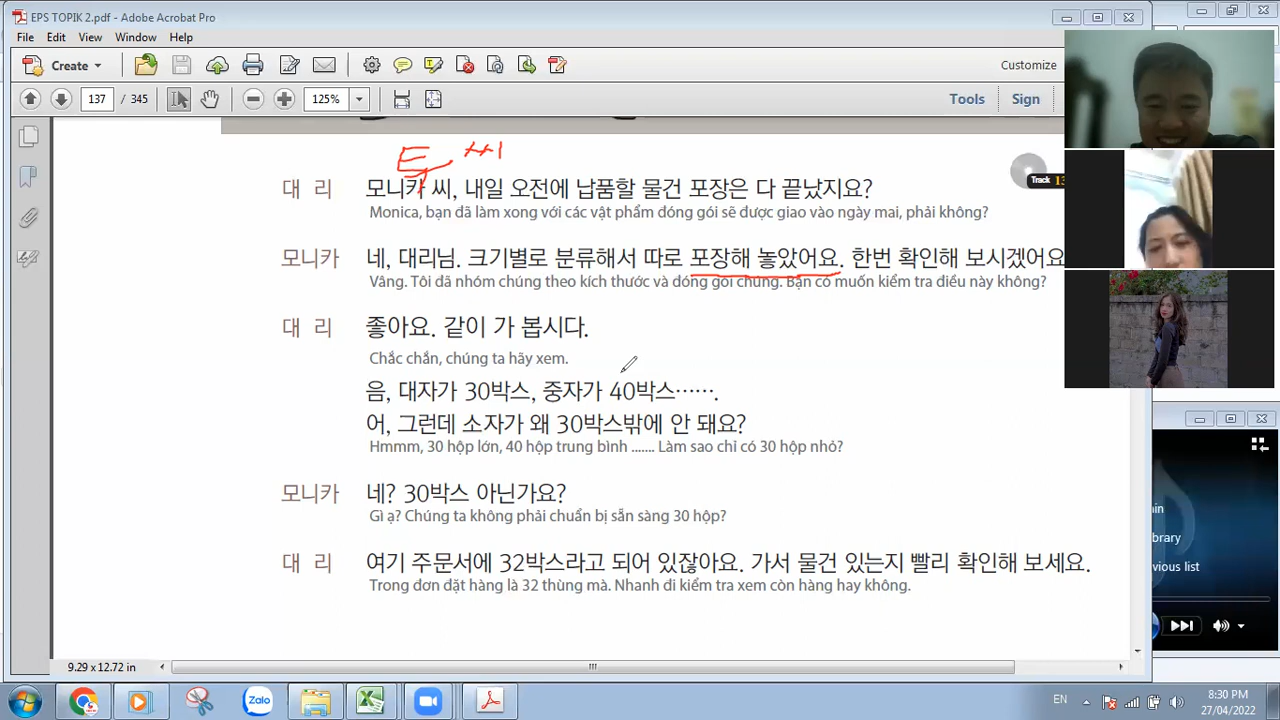 EPS TOPIK 2.pdf - Adobe Acrobat Pro
File Edit View Window Help
Create
Customize
137 / 345
125%
Tools
Sign
Track
대 리 모니카 씨, 내일 오전에 납품할 물건 포장은 다 끝났지요?
Monica, bạn đã làm xong với các vật phẩm đóng gói sẽ được giao vào ngày mai, phải không?
모니카 네, 대리님. 크기별로 분류해서 따로 포장해 놓았어요. 한번 확인해 보시겠어요
Vâng. Tôi đã nhóm chúng theo kích thước và đóng gói chúng. Bạn có muốn kiểm tra điều này không?
대 리 좋아요. 같이 가 봅시다.
Chắc chắn, chúng ta hãy xem.
음, 대자가 30박스, 중자가 40박스…….
어, 그런데 소자가 왜 30박스밖에 안 돼요?
Hmmm, 30 hộp lớn, 40 hộp trung bình ....... Làm sao chỉ có 30 hộp nhỏ?
모니카 네? 30박스 아닌가요?
Gì ạ? Chúng ta không phải chuẩn bị sẵn sàng 30 hộp?
대 리 여기 주문서에 32박스라고 되어 있잖아요. 가서 물건 있는지 빨리 확인해 보세요.
Trong đơn đặt hàng là 32 thùng mà. Nhanh đi kiểm tra xem còn hàng hay không.
9.29 x 12.72 in
ibrary
vious list
Zalo
EN
8:30 PM
27/04/2022